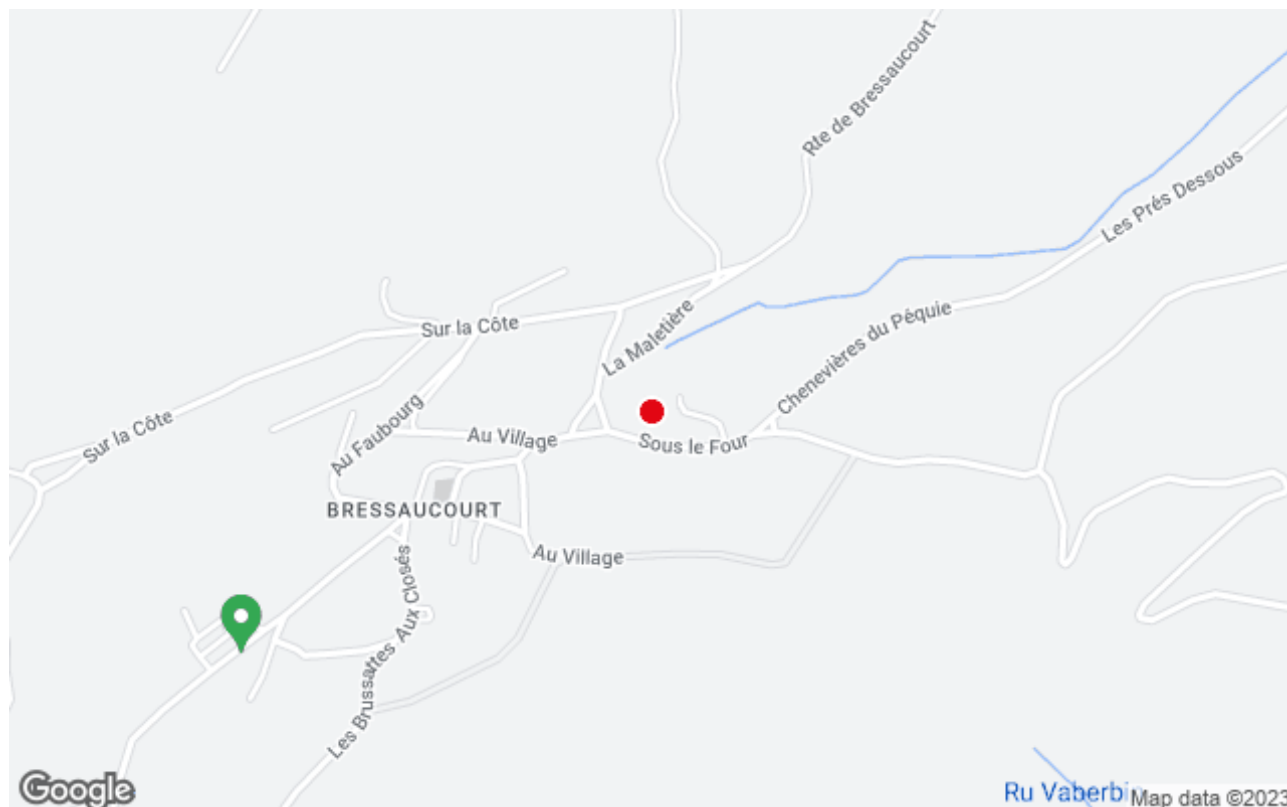 Rte de Bressaucourt
Les Prés Dessous
La Maletière
Sur la Côte
Chenevières du Péquie
Sur la Côte
Au Faubourg
Au Village
Sous le Four
BRESSAUCOURT
Au Village
Aux Closés
Les Brussattes
Google
Ru Vaberbi
Map data ©2023